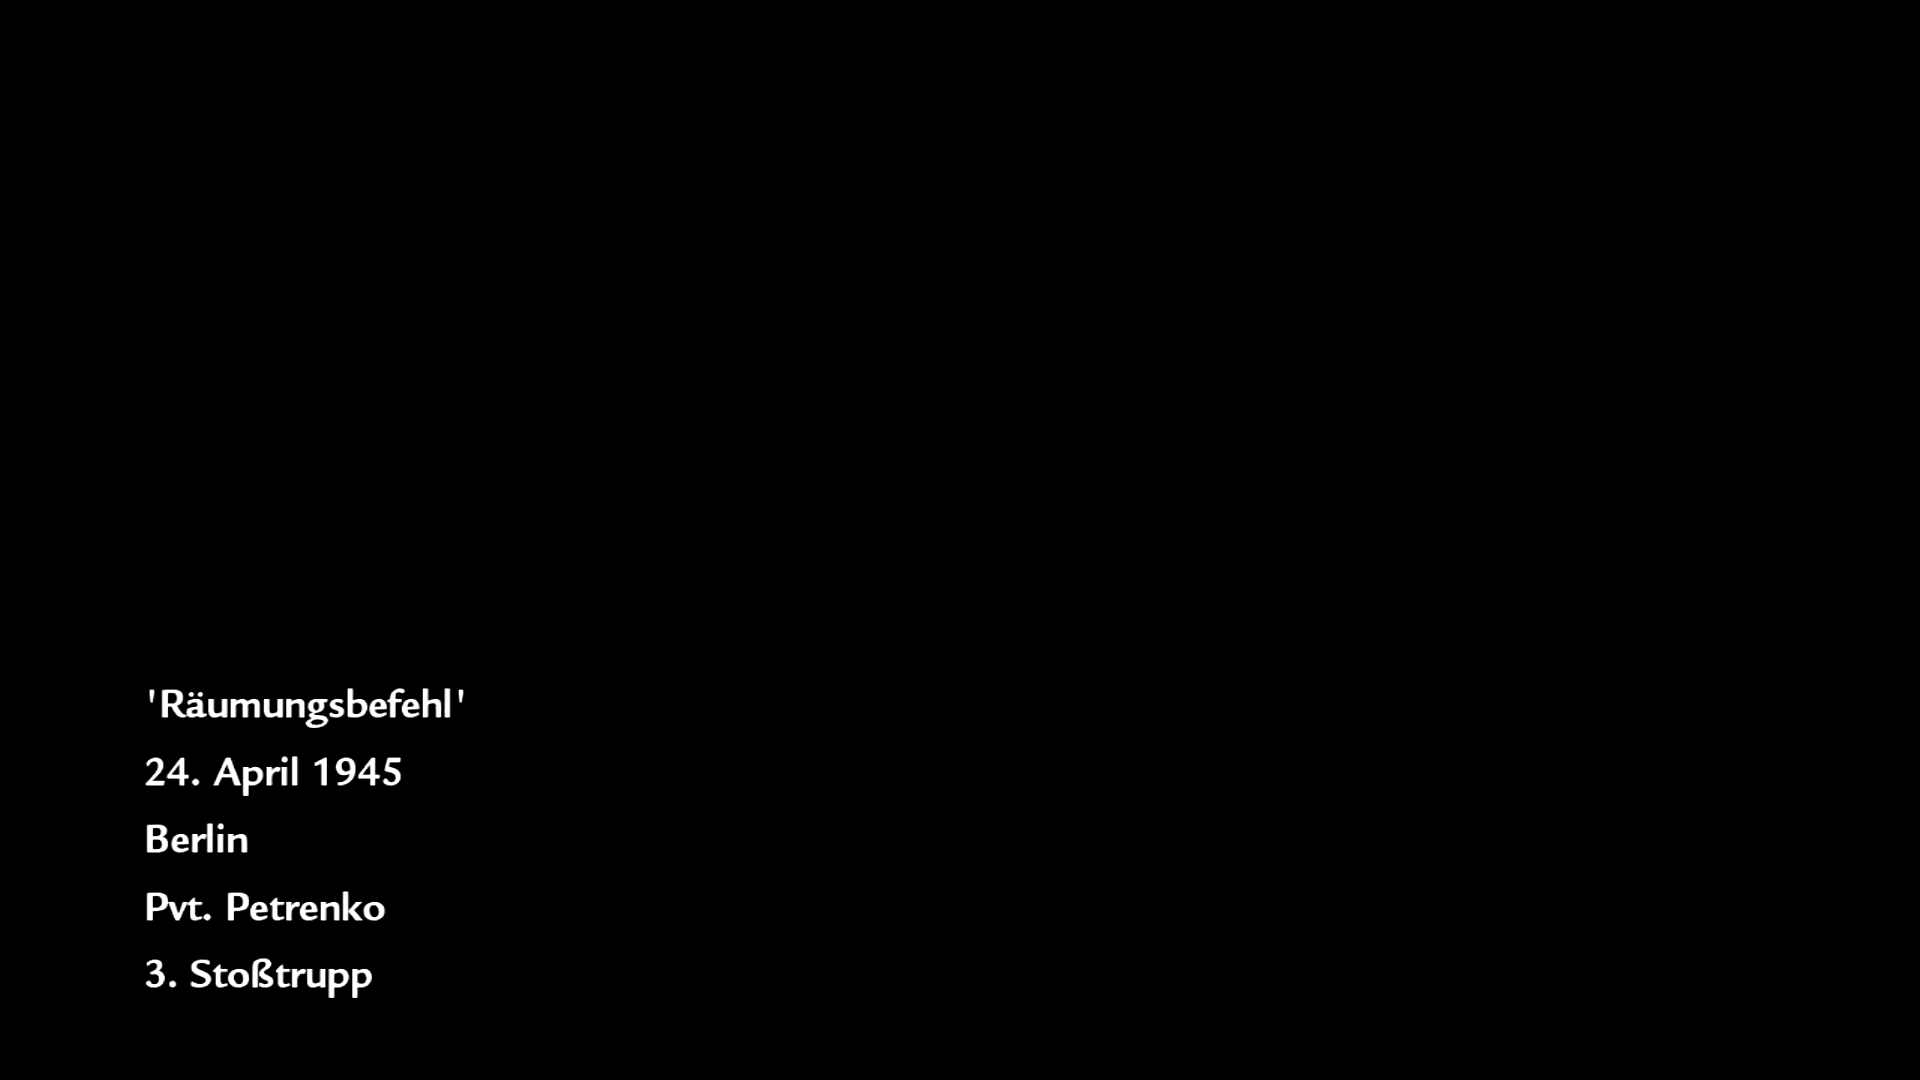 'Räumungsbefehl'
24. April 1945
Berlin
Pvt. Petrenko
3. Stoßtrupp